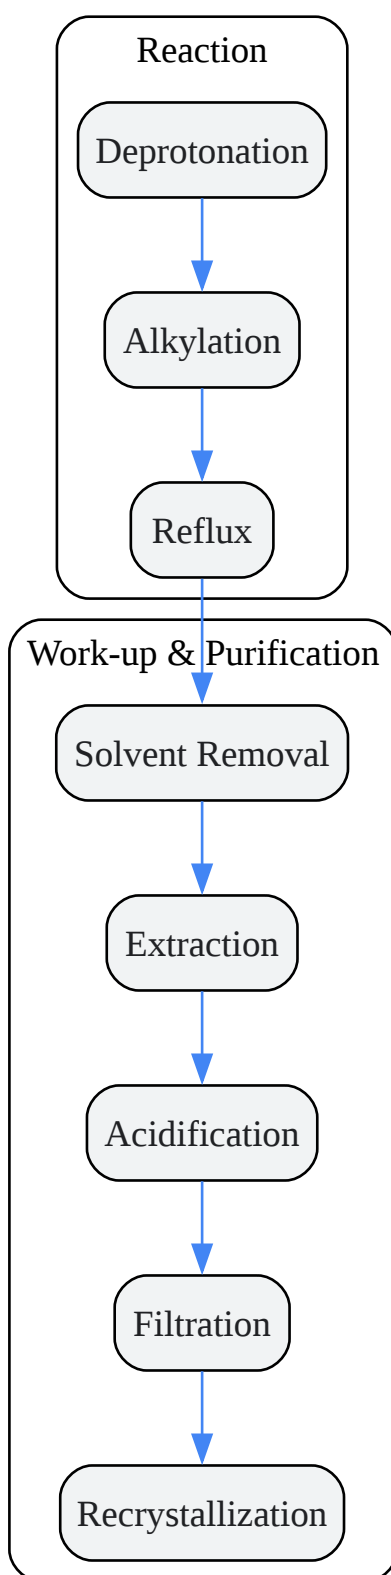 Reaction
Deprotonation
Alkylation
Reflux
Work-up & Purification
Solvent Removal
Extraction
Acidification
Filtration
Recrystallization